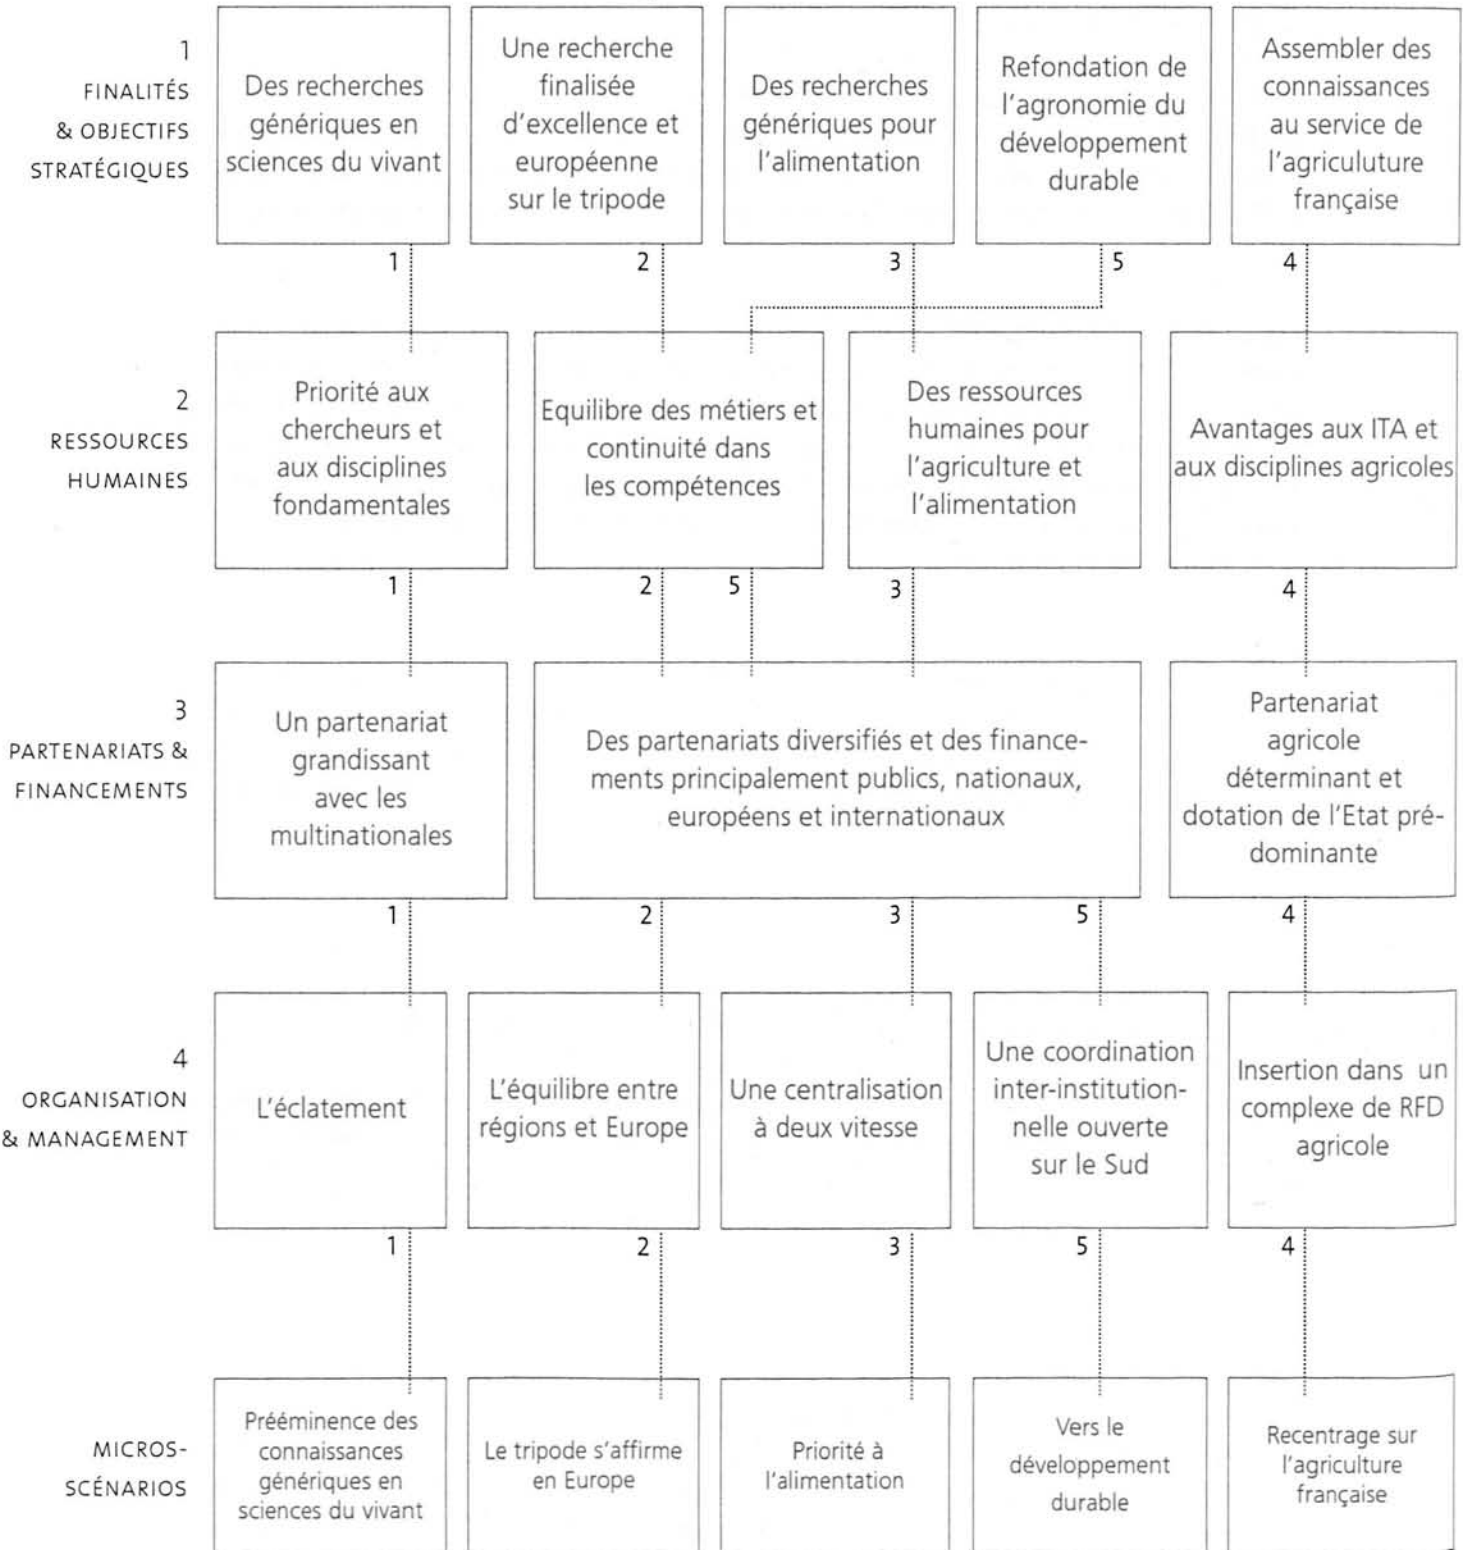 1
FINALITÉS
& OBJECTIFS
STRATÉGIQUES
Des recherches
génériques en
sciences du vivant
Une recherche
finalisée
d'excellence et
européenne
sur le tripode
Des recherches
génériques pour
l'alimentation
Refondation de
l'agronomie du
développement
durable
Assembler des
connaissances
au service de
l'agriculuture
française
1
2
3
5
4
2
RESSOURCES
HUMAINES
Priorité aux
chercheurs et
aux disciplines
fondamentales
Equilibre des métiers et
continuité dans
les compétences
Des ressources
humaines pour
l'agriculture et
l'alimentation
Avantages aux ITA et
aux disciplines agricoles
1
2
5
3
4
3
PARTENARIATS &
FINANCEMENTS
Un partenariat
grandissant
avec les
multinationales
Des partenariats diversifiés et des finance-
ments principalement publics, nationaux,
européens et internationaux
Partenariat
agricole
déterminant et
dotation de l'Etat pré-
dominante
1
2
3
5
4
4
ORGANISATION
& MANAGEMENT
L'éclatement
L'équilibre entre
régions et Europe
Une centralisation
à deux vitesse
Une coordination
inter-institution-
nelle ouverte
sur le Sud
Insertion dans un
complexe de RFD
agricole
1
2
3
5
4
MICROS-
SCÉNARIOS
Prééminence des
connaissances
génériques en
sciences du vivant
Le tripode s'affirme
en Europe
Priorité à
l'alimentation
Vers le
développement
durable
Recentrage sur
l'agriculture
française